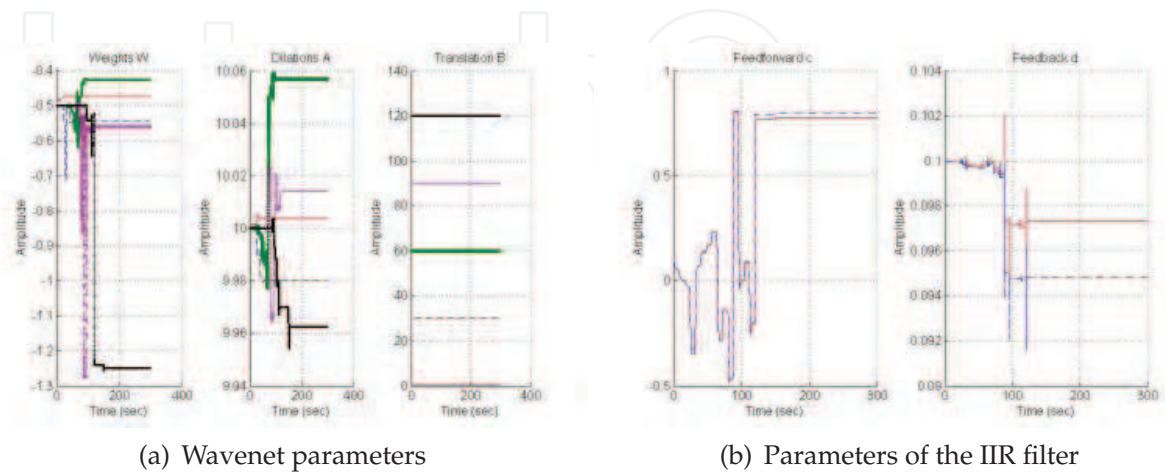 Weights W
-0.4
-0.5
-0.6
-0.7
-0.8
-0.9
-1
-1.1
-1.2
-1.3
0 200 400
Amplitude
Time (sec)
Dilations A
10.06
10.04
10.02
10
9.98
9.96
9.94
0 200 400
Amplitude
Time (sec)
Translation B
140
120
100
80
60
40
20
0
0 200 400
Amplitude
Time (sec)
(a) Wavenet parameters
Feedforward c
1
0.5
0
-0.5
0 100 200 300
Amplitude
Time (sec)
Feedback d
0.104
0.102
0.1
0.098
0.096
0.094
0.092
0.09
0 100 200 300
Amplitude
Time (sec)
(b) Parameters of the IIR filter